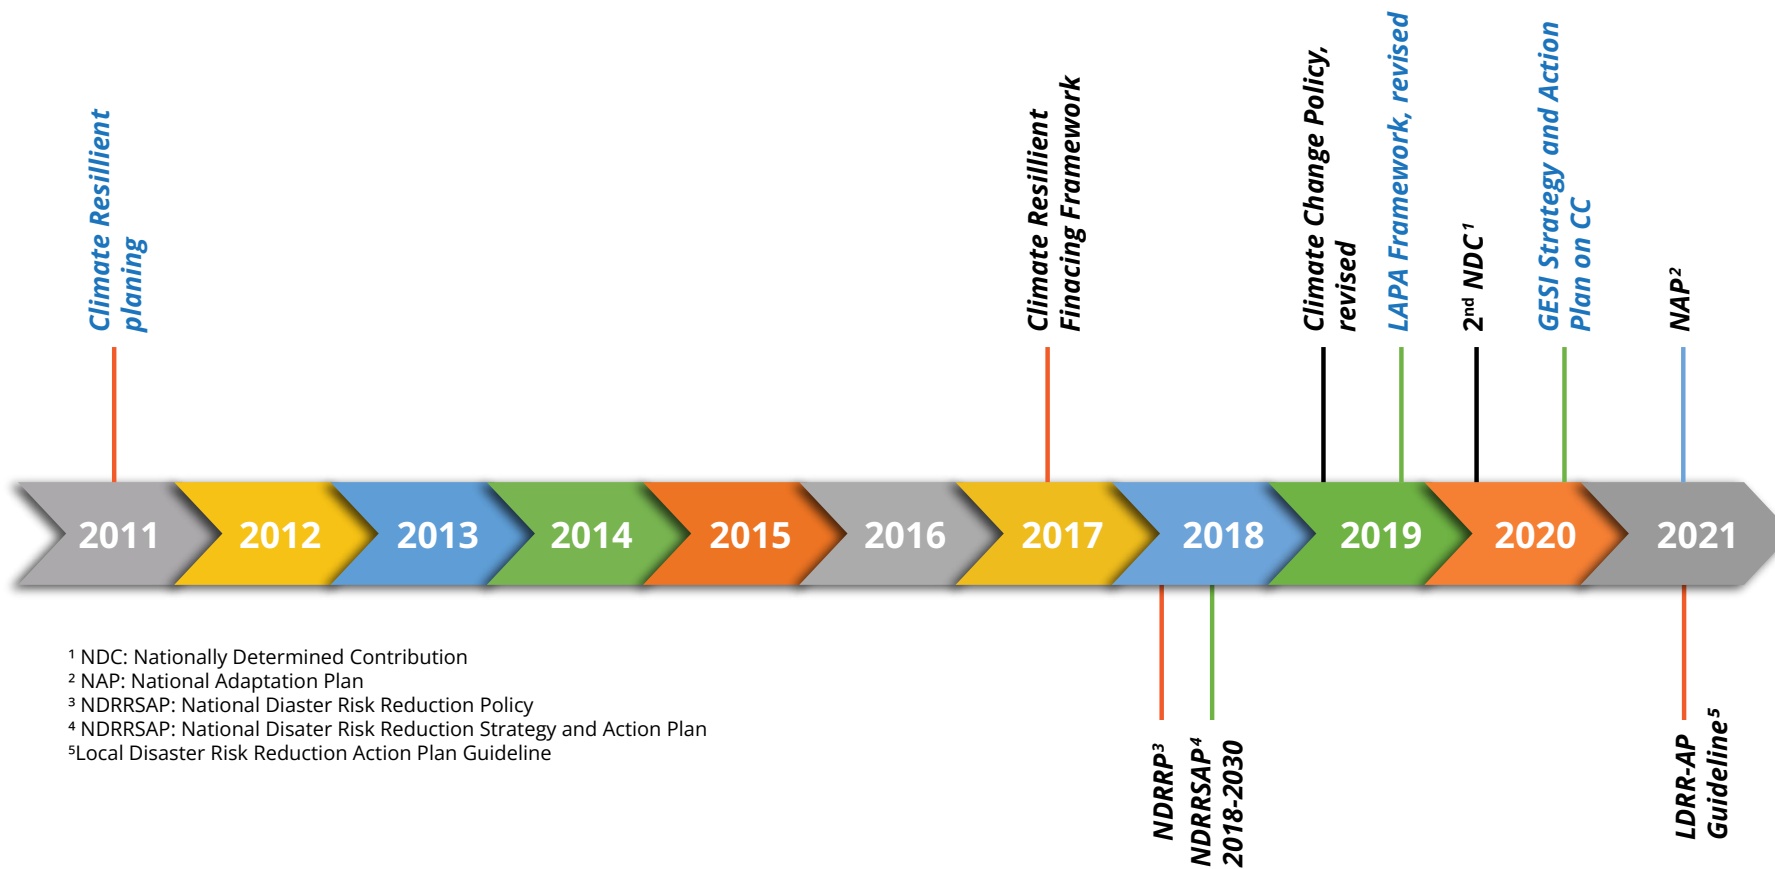 Climate Resillient
planing
Climate Resillient
Finacing Framework
Climate Change Policy,
revised
LAPA Framework, revised
2nd NDC¹
GESI Strategy and Action
Plan on CC
NAP²
2011
2012
2013
2014
2015
2016
2017
2018
2019
2020
2021
NDRRP³
NDRRSAP⁴
2018-2030
LDRR-AP
Guideline⁵
¹ NDC: Nationally Determined Contribution
² NAP: National Adaptation Plan
³ NDRRSAP: National Diaster Risk Reduction Policy
⁴ NDRRSAP: National Disater Risk Reduction Strategy and Action Plan
⁵Local Disaster Risk Reduction Action Plan Guideline